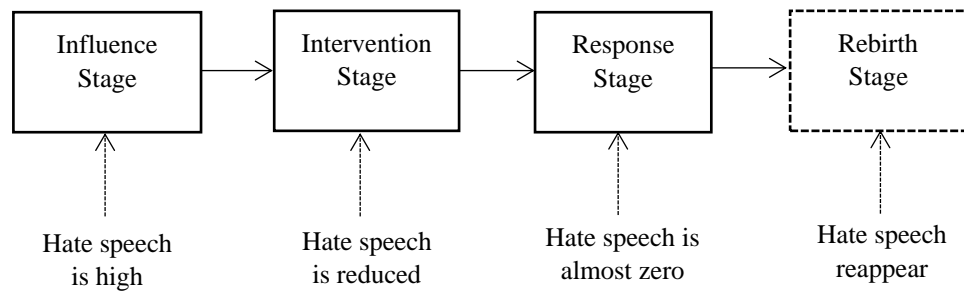 Influence
Stage
Intervention
Stage
Response
Stage
Rebirth
Stage
Hate speech
is high
Hate speech
is reduced
Hate speech is
almost zero
Hate speech
reappear